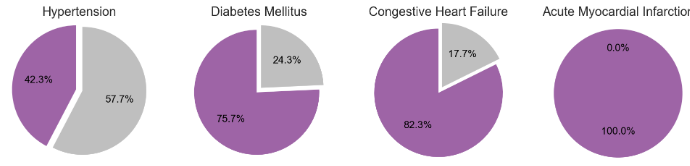 Hypertension
42.3%
57.7%
Diabetes Mellitus
24.3%
75.7%
Congestive Heart Failure
17.7%
82.3%
Acute Myocardial Infarction
0.0%
100.0%